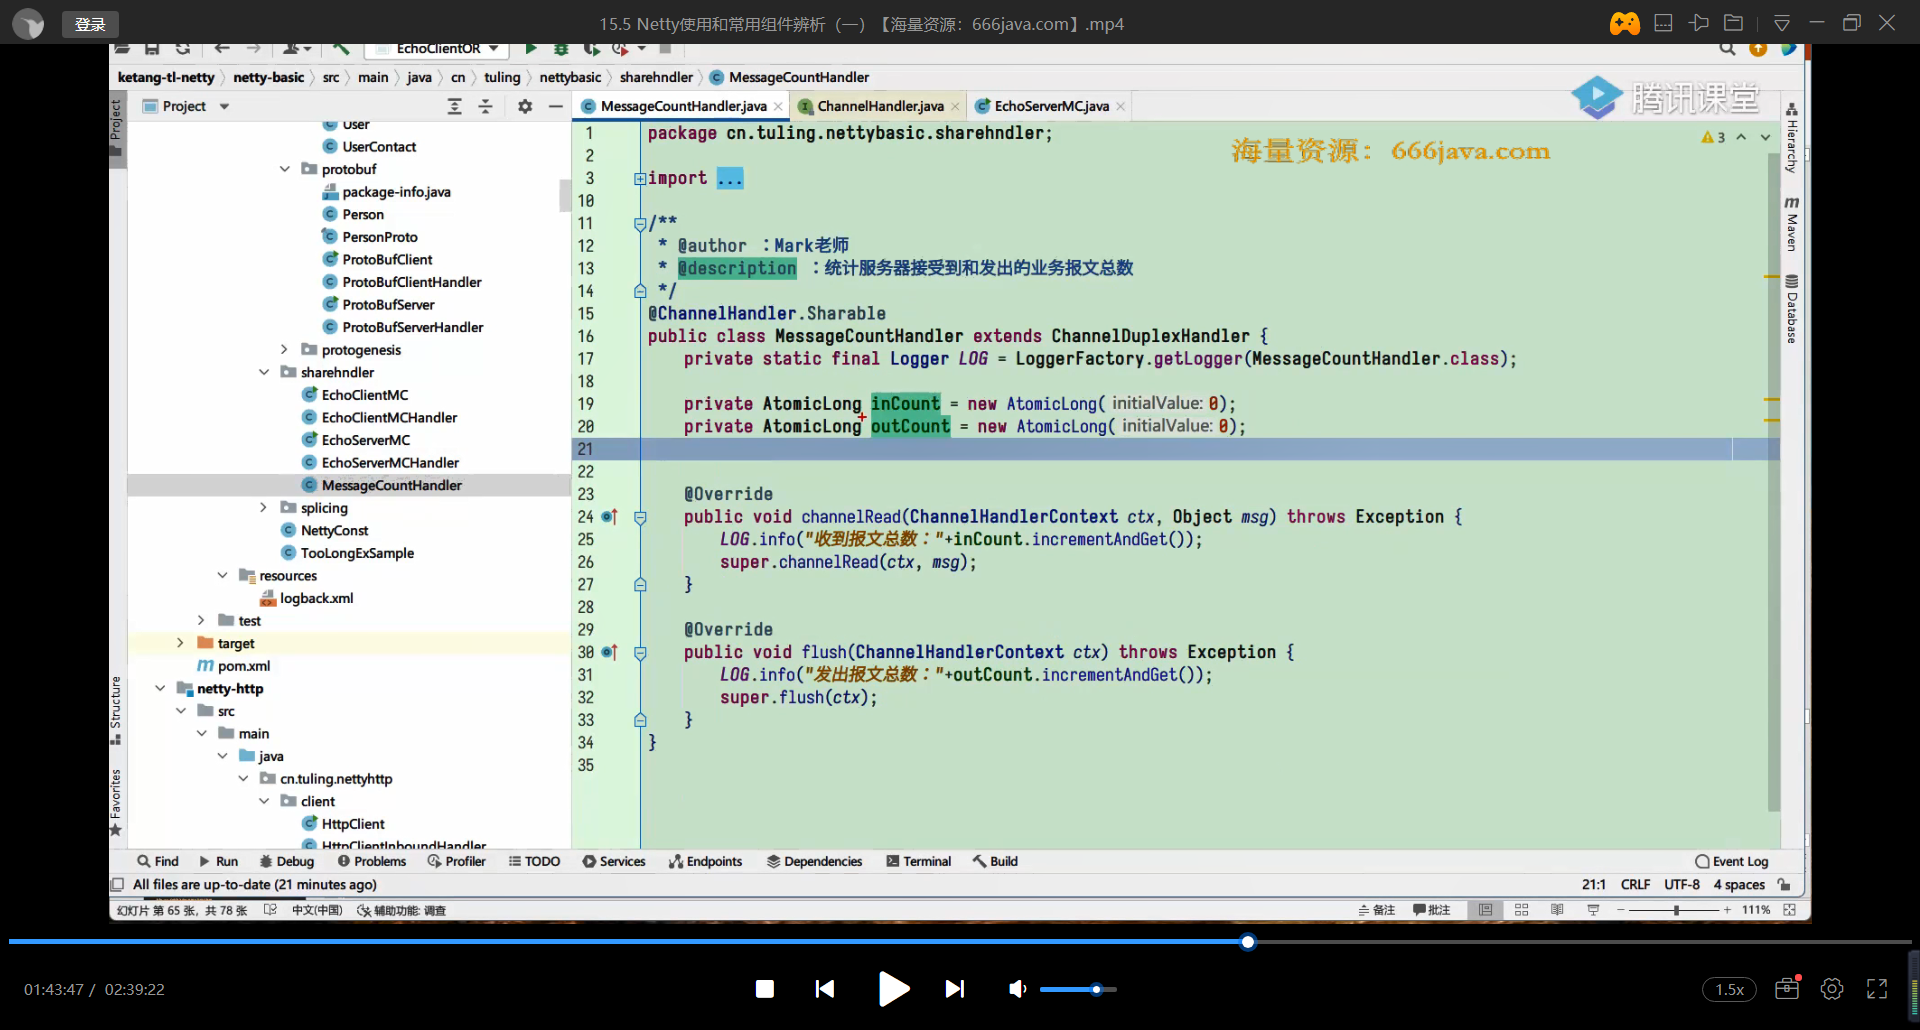 登录
15.5 Netty使用和常用组件辨析（一）【海量资源：666java.com】.mp4
EchoClientOR
ketang-tl-netty
netty-basic
src
main
java
cn
tuling
nettybasic
sharehndler
MessageCountHandler
腾讯课堂
Project
Project
MessageCountHandler.java
ChannelHandler.java
EchoServerMC.java
海量资源： 666java.com
3
Hierarchy
Maven
Database
User
UserContact
protobuf
package-info.java
Person
PersonProto
ProtoBufClient
ProtoBufClientHandler
ProtoBufServer
ProtoBufServerHandler
protogenesis
sharehndler
EchoClientMC
EchoClientMCHandler
EchoServerMC
EchoServerMCHandler
MessageCountHandler
splicing
NettyConst
TooLongExSample
resources
logback.xml
test
target
pom.xml
netty-http
src
main
java
cn.tuling.nettyhttp
client
HttpClient
HttpClientInboundHandler
Structure
Favorites
1 package cn.tuling.nettybasic.sharehndler;
2
3 import ...
10
11 /**
12 * @author ：Mark老师
13 * @description ：统计服务器接受到和发出的业务报文总数
14 */
15 @ChannelHandler.Sharable
16 public class MessageCountHandler extends ChannelDuplexHandler {
17 private static final Logger LOG = LoggerFactory.getLogger(MessageCountHandler.class);
18
19 private AtomicLong inCount = new AtomicLong( initialValue: 0);
20 private AtomicLong outCount = new AtomicLong( initialValue: 0);
21
22
23 @Override
24 public void channelRead(ChannelHandlerContext ctx, Object msg) throws Exception {
25 LOG.info("收到报文总数："+inCount.incrementAndGet());
26 super.channelRead(ctx, msg);
27 }
28
29 @Override
30 public void flush(ChannelHandlerContext ctx) throws Exception {
31 LOG.info("发出报文总数："+outCount.incrementAndGet());
32 super.flush(ctx);
33 }
34 }
35
Find Run Debug Problems Profiler TODO Services Endpoints Dependencies Terminal Build Event Log
All files are up-to-date (21 minutes ago) 21:1 CRLF UTF-8 4 spaces
幻灯片 第 65 张，共 78 张 中文(中国) 辅助功能: 调查 备注 批注 111%
01:43:47 / 02:39:22
1.5x